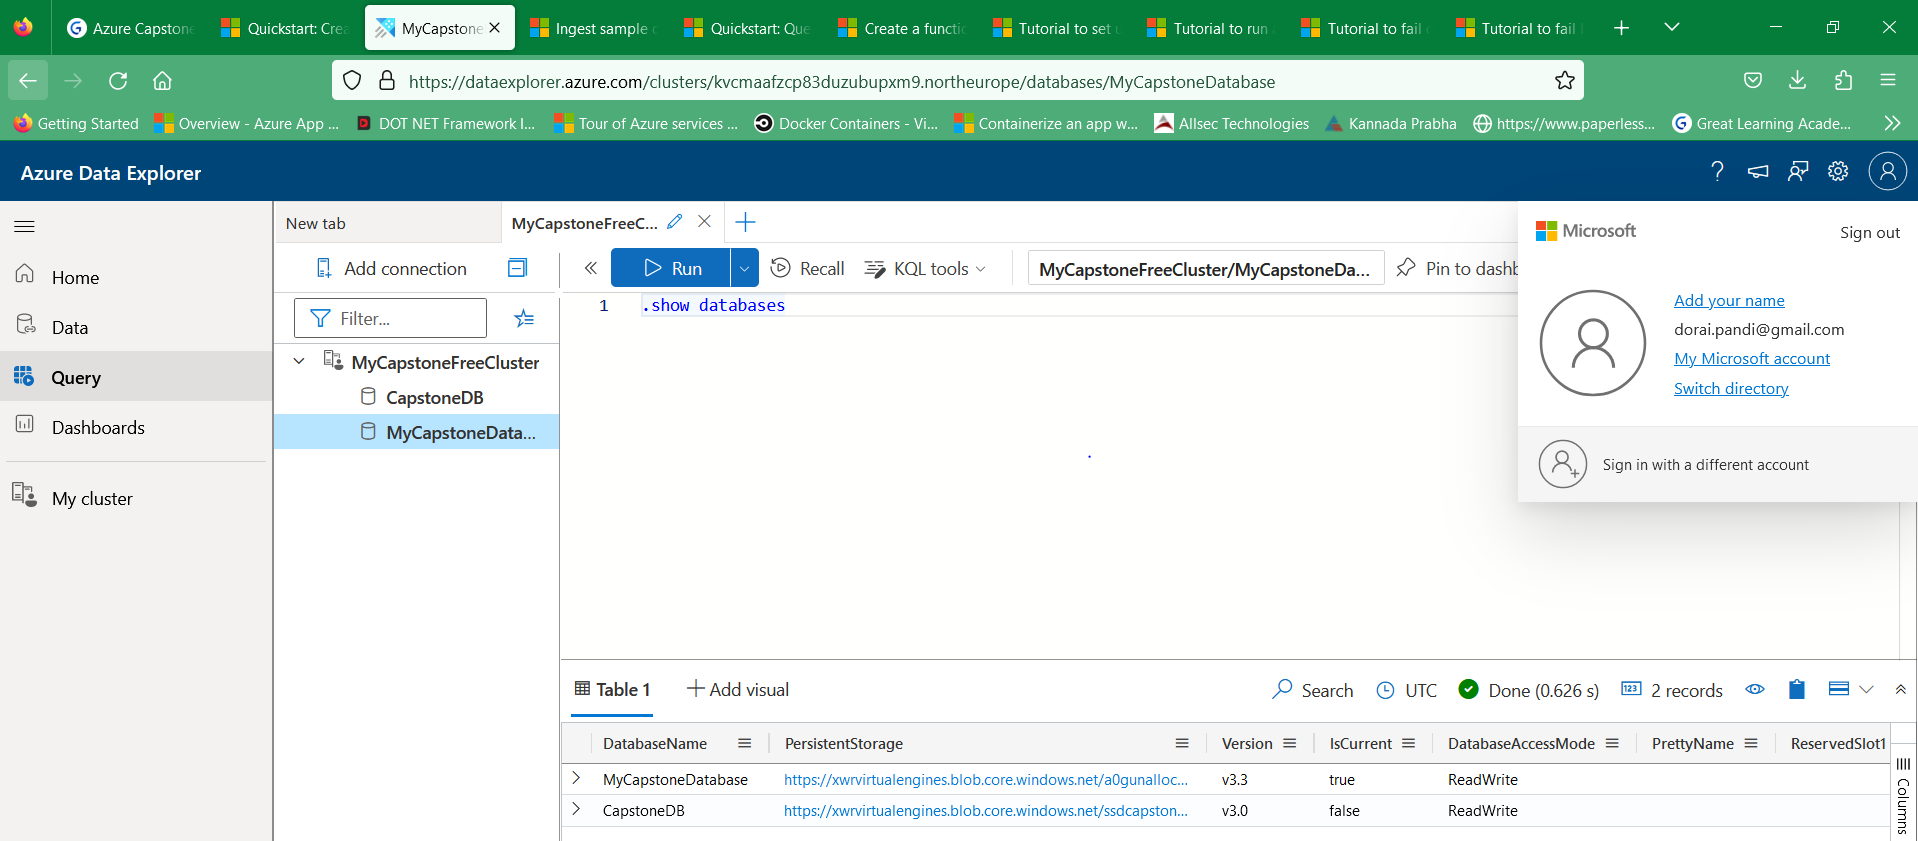 Azure Capstone
Quickstart: Crea
MyCapstone
Ingest sample d
Quickstart: Que
Create a functio
Tutorial to set u
Tutorial to run a
Tutorial to fail o
Tutorial to fail b
https://dataexplorer.azure.com/clusters/kvcmaafzcp83duzubupxm9.northeurope/databases/MyCapstoneDatabase
Getting Started
Overview - Azure App ...
DOT NET Framework I...
Tour of Azure services ...
Docker Containers - Vi...
Containerize an app w...
Allsec Technologies
Kannada Prabha
https://www.paperless...
Great Learning Acade...
Azure Data Explorer
Home
Data
Query
Dashboards
My cluster
New tab
MyCapstoneFreeC...
Add connection
Filter...
MyCapstoneFreeCluster
CapstoneDB
MyCapstoneData...
Run
Recall
KQL tools
MyCapstoneFreeCluster/MyCapstoneDa...
Pin to dashb
1 .show databases
Microsoft
Sign out
Add your name
dorai.pandi@gmail.com
My Microsoft account
Switch directory
Sign in with a different account
Table 1
Add visual
Search
UTC
Done (0.626 s)
123
2 records
DatabaseName PersistentStorage Version IsCurrent DatabaseAccessMode PrettyName ReservedSlot1
MyCapstoneDatabase https://xwrvirtualengines.blob.core.windows.net/a0gunalloc... v3.3 true ReadWrite
CapstoneDB https://xwrvirtualengines.blob.core.windows.net/ssdcapston... v3.0 false ReadWrite
Columns